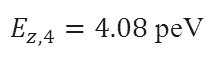 E_{z,4} = 4.08 peV